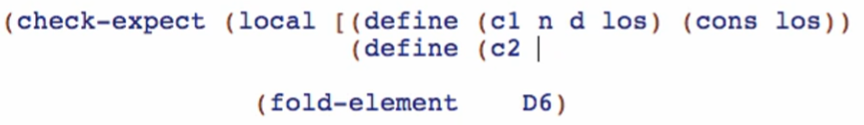 (check-expect (local [(define (c1 n d los) (cons los))
(define (c2
(fold-element D6)